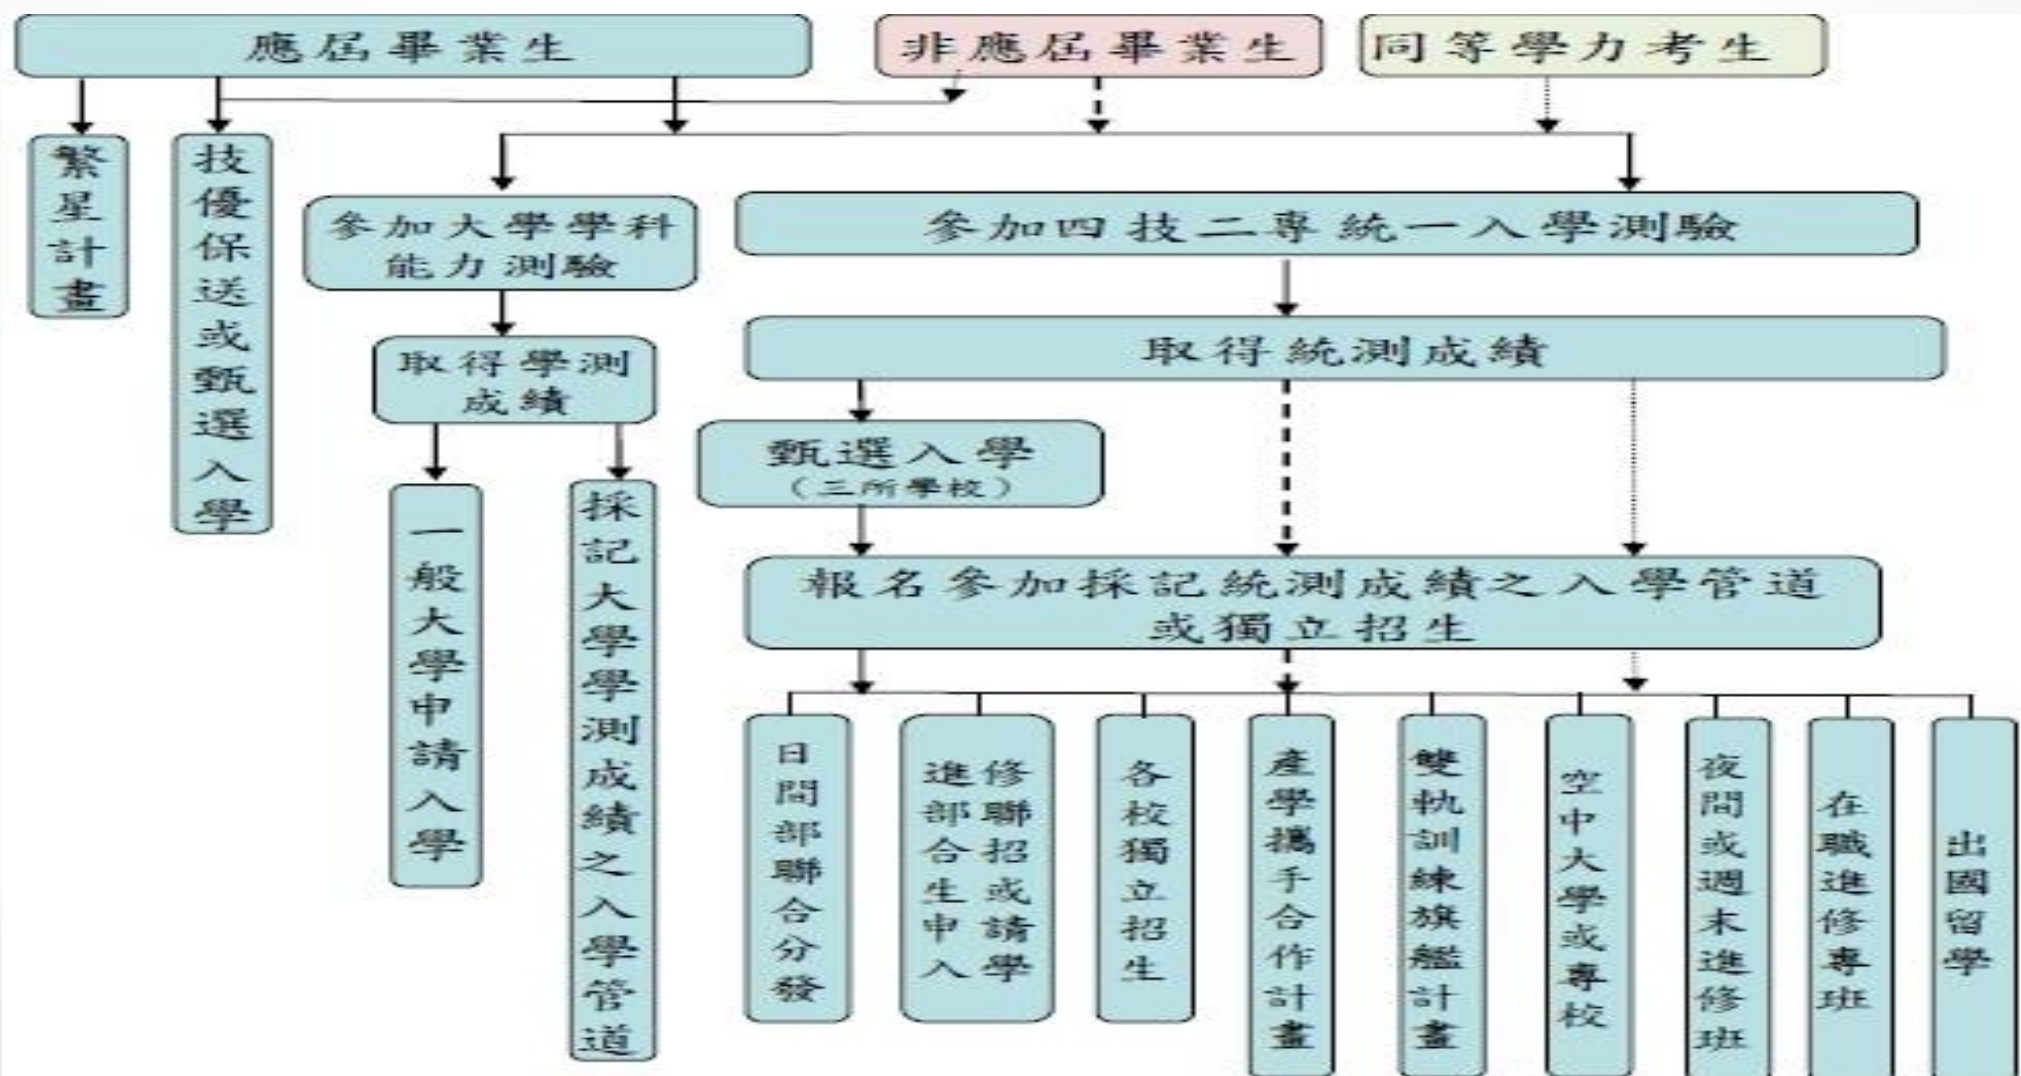 應屆畢業生
非應屆畢業生
同等學力考生
繁星計畫
技優保送或甄選入學
參加大學學科
能力測驗
參加四技二專統一入學測驗
取得學測
成績
取得統測成績
甄選入學
（三所學校）
一般大學申請入學
採記大學學測成績之入學管道
報名參加採記統測成績之入學管道
或獨立招生
日間部聯合分發
進修
部聯
合招
生或
申請
入學
各校獨立招生
產學攜手合作計畫
雙軌訓練旗艦計畫
空中大學或專校
夜間或週末進修班
在職進修專班
出國留學